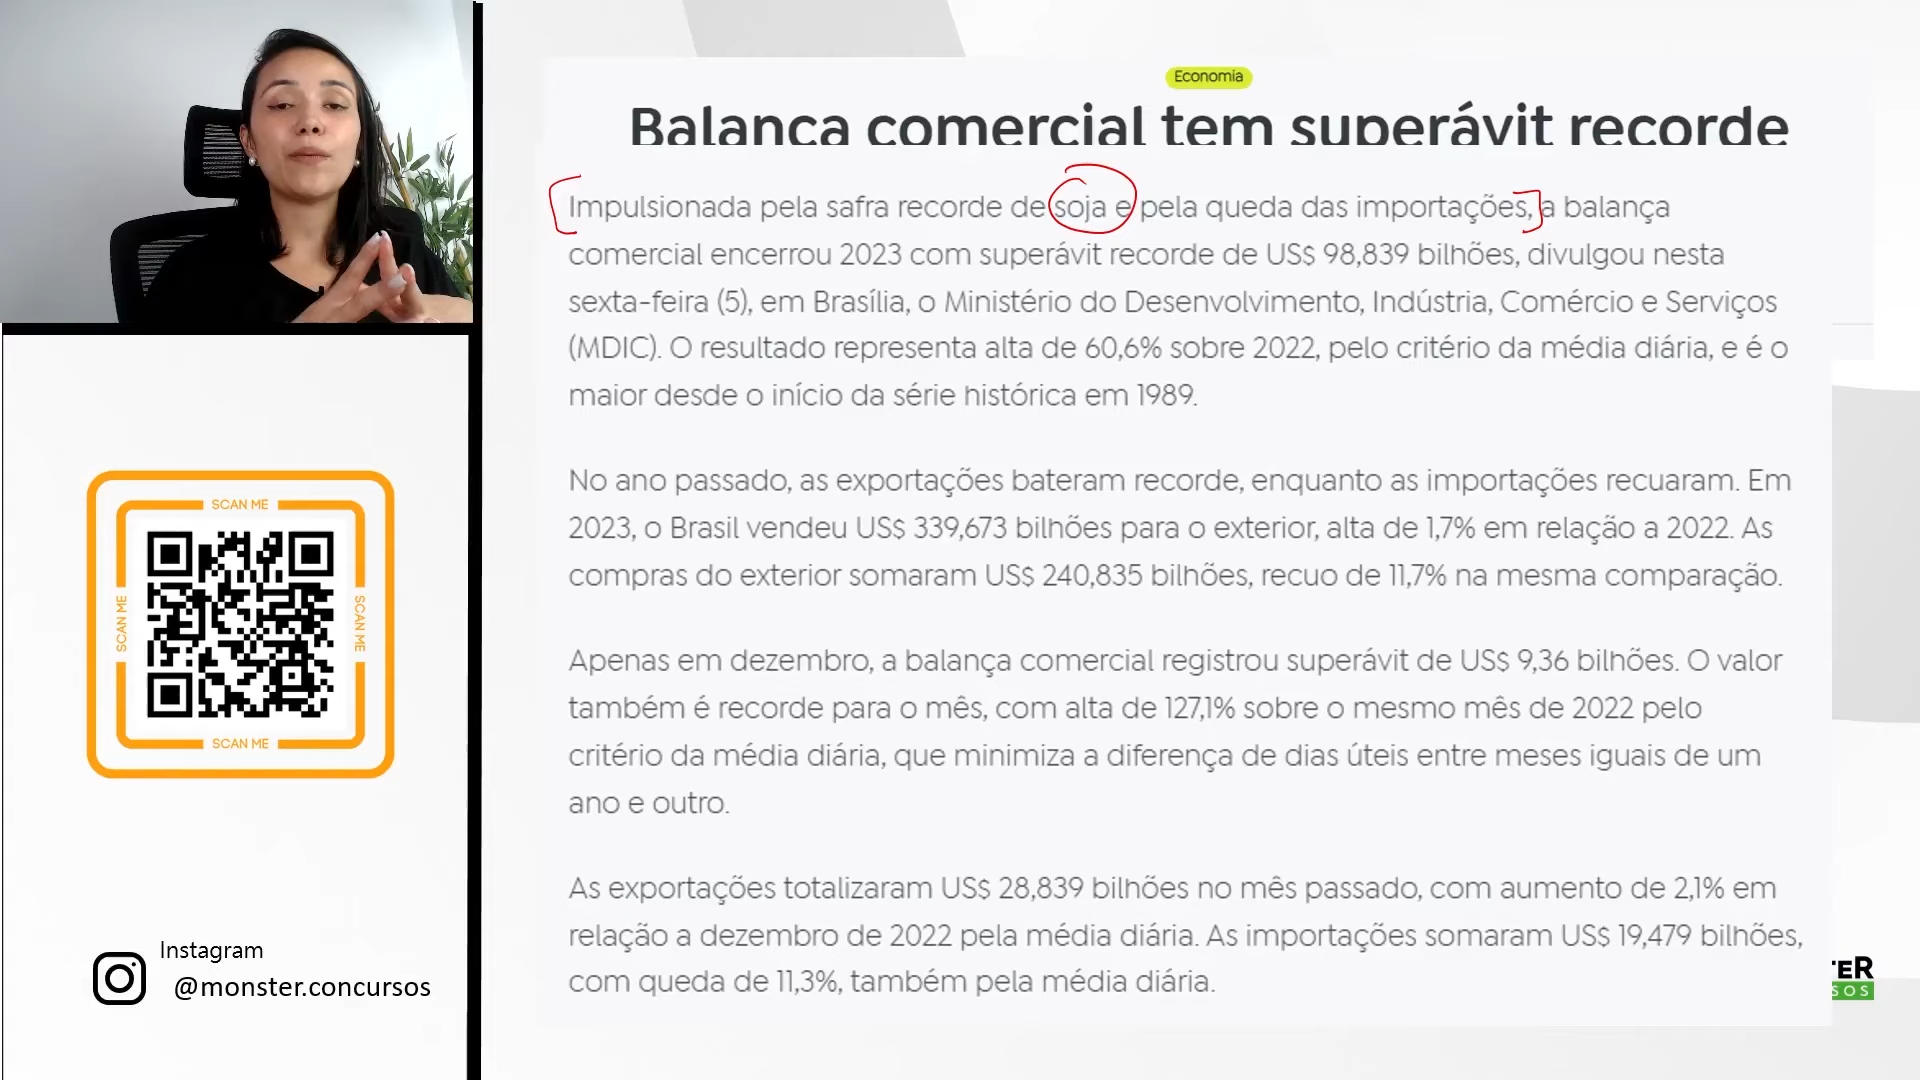 Economia
Balança comercial tem superávit recorde
Impulsionada pela safra recorde de soja e pela queda das importações, a balança
comercial encerrou 2023 com superávit recorde de US$ 98,839 bilhões, divulgou nesta
sexta-feira (5), em Brasília, o Ministério do Desenvolvimento, Indústria, Comércio e Serviços
(MDIC). O resultado representa alta de 60,6% sobre 2022, pelo critério da média diária, e é o
maior desde o início da série histórica em 1989.
No ano passado, as exportações bateram recorde, enquanto as importações recuaram. Em
2023, o Brasil vendeu US$ 339,673 bilhões para o exterior, alta de 1,7% em relação a 2022. As
compras do exterior somaram US$ 240,835 bilhões, recuo de 11,7% na mesma comparação.
Apenas em dezembro, a balança comercial registrou superávit de US$ 9,36 bilhões. O valor
também é recorde para o mês, com alta de 127,1% sobre o mesmo mês de 2022 pelo
critério da média diária, que minimiza a diferença de dias úteis entre meses iguais de um
ano e outro.
As exportações totalizaram US$ 28,839 bilhões no mês passado, com aumento de 2,1% em
relação a dezembro de 2022 pela média diária. As importações somaram US$ 19,479 bilhões,
com queda de 11,3%, também pela média diária.
SCAN ME
SCAN ME
SCAN ME
SCAN ME
Instagram
@monster.concursos
TER
SOS